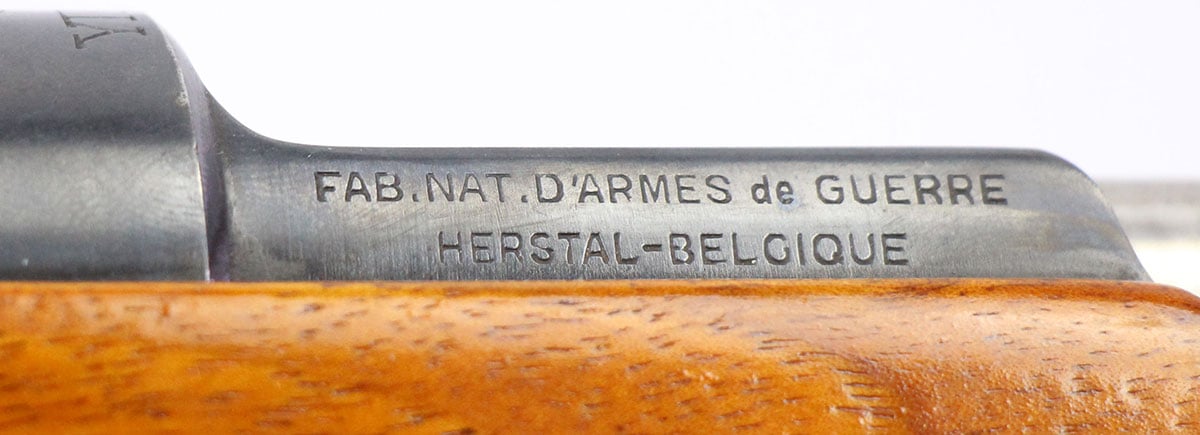 FAB.NAT.D'ARMES de GUERRE
HERSTAL-BELGIQUE